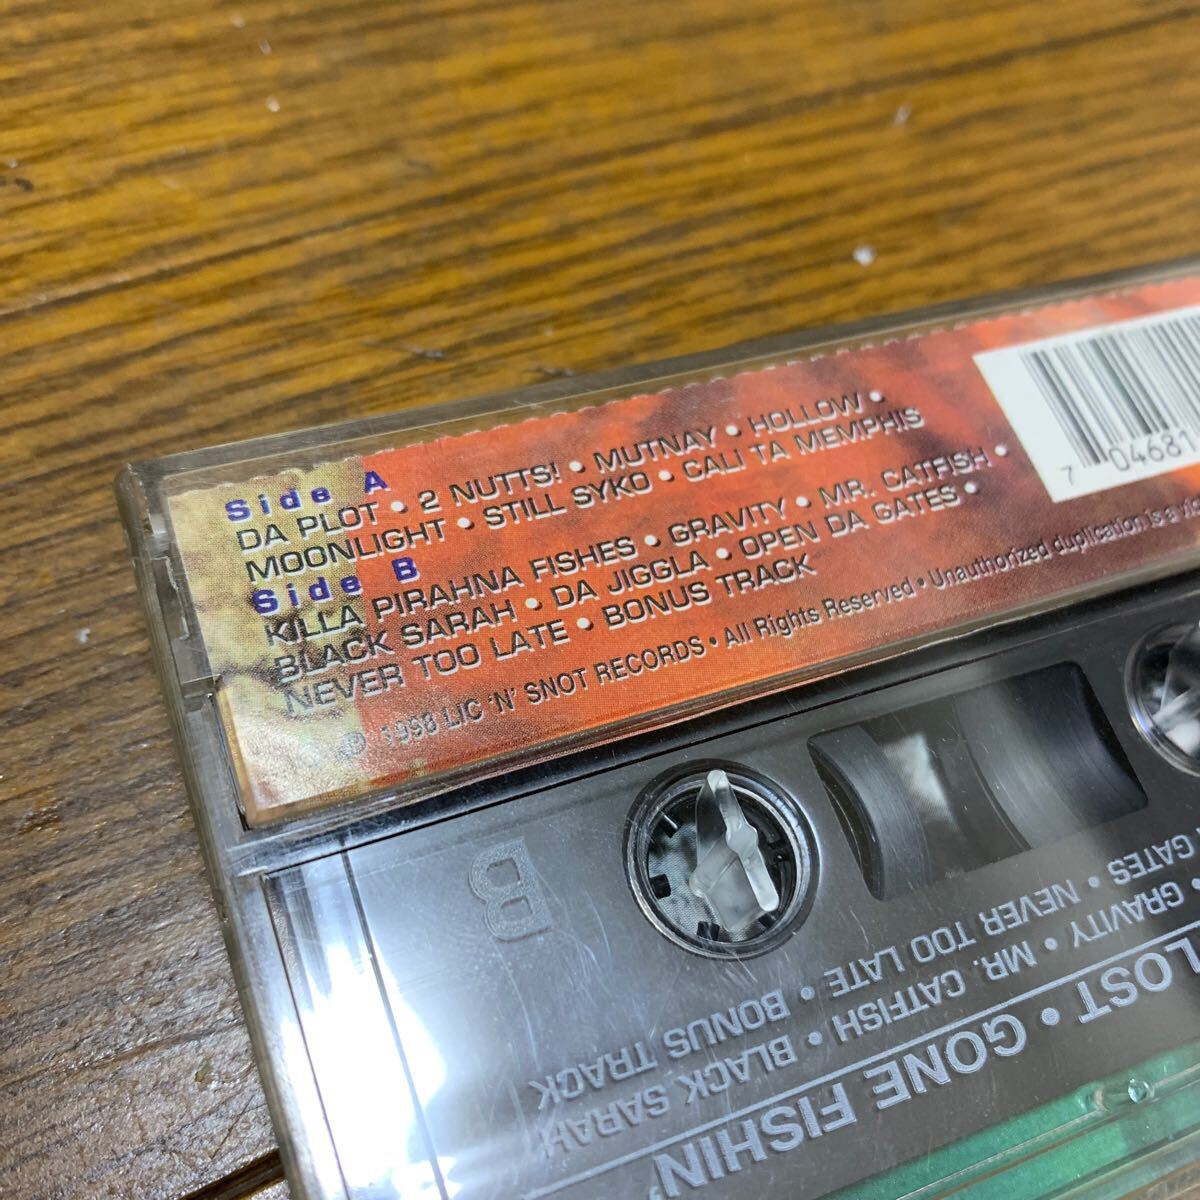 Side A
DA PLOT • 2 NUTTS! • MUTNAY • HOLLOW •
MOONLIGHT • STILL SYKO • CALI TA MEMPHIS
Side B
KILLA PIRAHNA FISHES • GRAVITY • MR. CATFISH •
BLACK SARAH • DA JIGGLA • OPEN DA GATES •
NEVER TOO LATE • BONUS TRACK
℗ 1998 LIC 'N' SNOT RECORDS • All Rights Reserved • Unauthorized duplication is a
7 04681
B
LOST • GONE FISHIN'
• GRAVITY • MR. CATFISH • BLACK SARAH
GATES • NEVER TOO LATE • BONUS TRACK